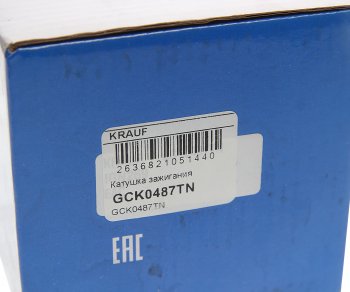 KRAUF
2636821051440
Катушка зажигания
GCK0487TN
GCK0487TN
EAC